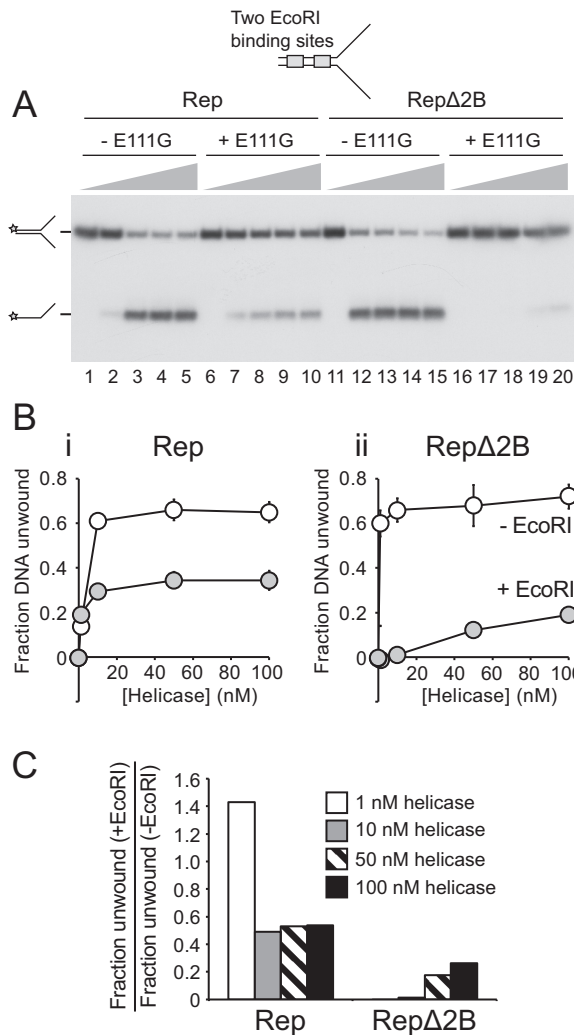 Two EcoRI
binding sites
A
Rep RepΔ2B
- E111G + E111G - E111G + E111G
1 2 3 4 5 6 7 8 9 10 11 12 13 14 15 16 17 18 19 20
B
i Rep ii RepΔ2B
Fraction DNA unwound
0.8
0.6
0.4
0.2
0
20 40 60 80 100
[Helicase] (nM)
Fraction DNA unwound
0.8
0.6
0.4
0.2
0
- EcoRI
+ EcoRI
20 40 60 80 100
[Helicase] (nM)
C
Fraction unwound (+EcoRI)
Fraction unwound (-EcoRI)
1.6
1.4
1.2
1.0
0.8
0.6
0.4
0.2
0
1 nM helicase
10 nM helicase
50 nM helicase
100 nM helicase
Rep RepΔ2B